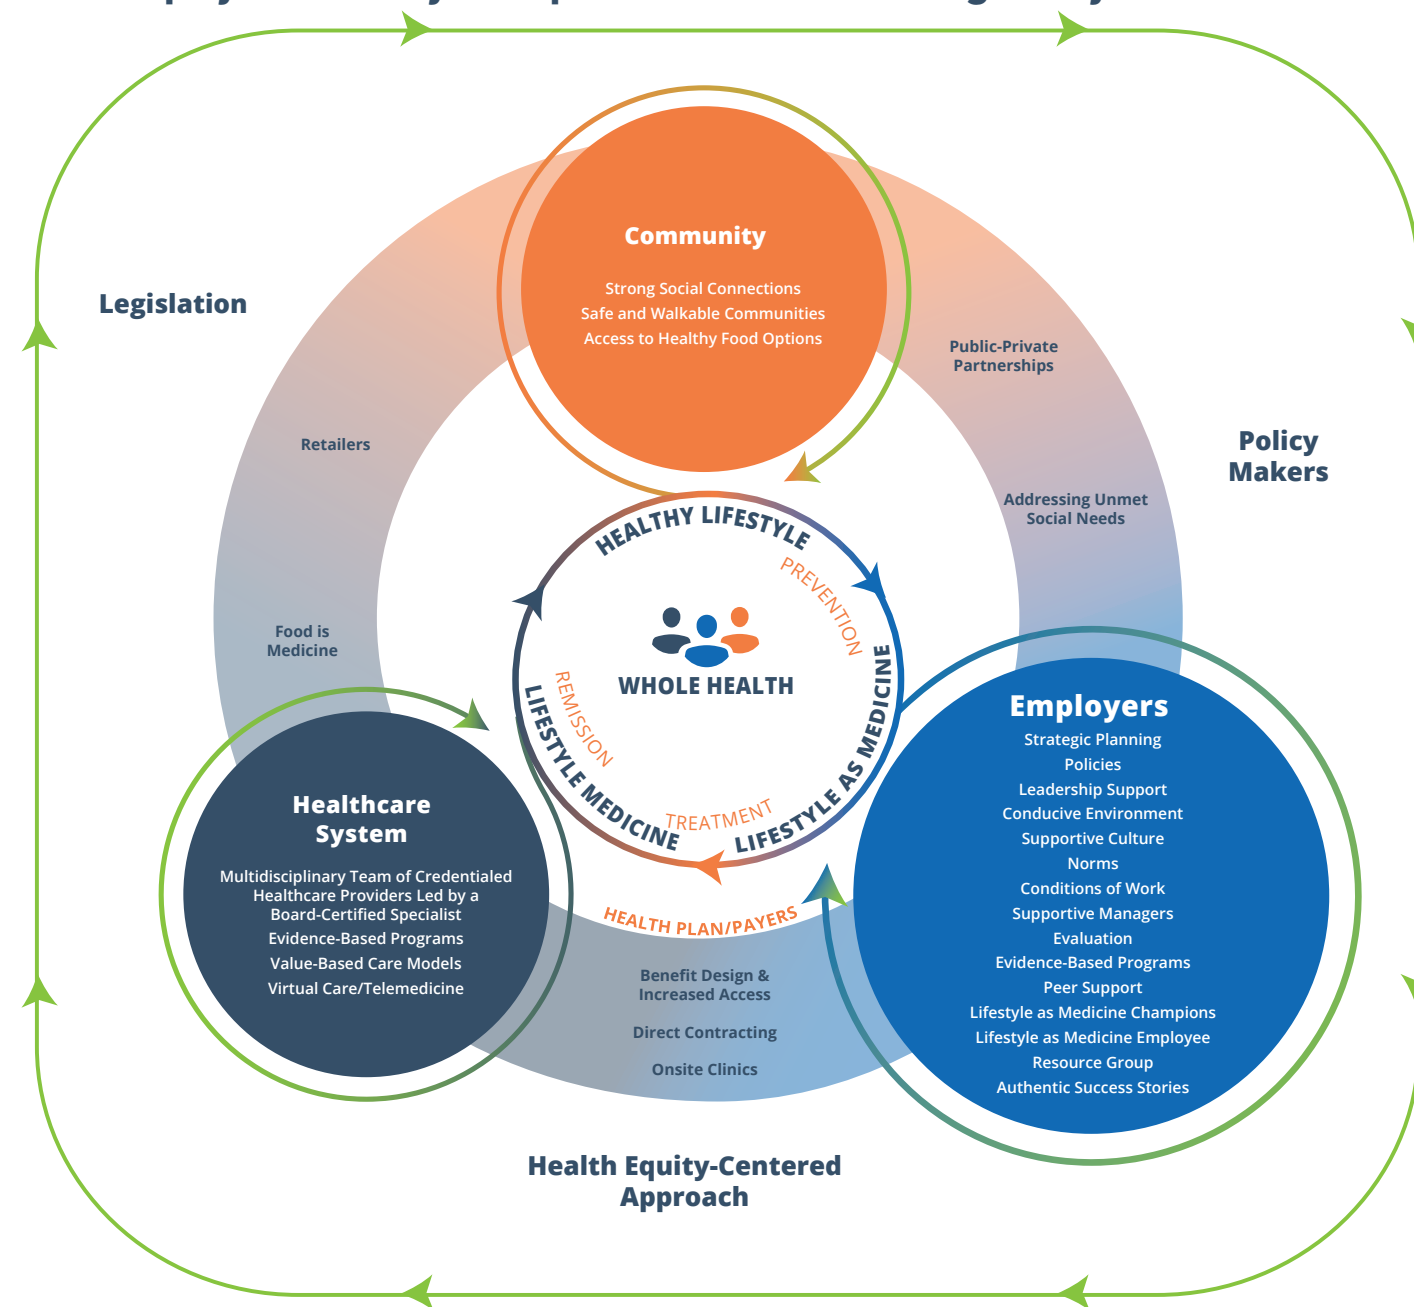 Legislation
Community
Strong Social Connections
Safe and Walkable Communities
Access to Healthy Food Options
Public-Private
Partnerships
Policy
Makers
Retailers
Addressing Unmet
Social Needs
Food is
Medicine
HEALTHY LIFESTYLE
PREVENTION
LIFESTYLE AS MEDICINE
TREATMENT
LIFESTYLE MEDICINE
REMISSION
WHOLE HEALTH
Employers
Strategic Planning
Policies
Leadership Support
Conducive Environment
Supportive Culture
Norms
Conditions of Work
Supportive Managers
Evaluation
Evidence-Based Programs
Peer Support
Lifestyle as Medicine Champions
Lifestyle as Medicine Employee
Resource Group
Authentic Success Stories
Healthcare
System
Multidisciplinary Team of Credentialed
Healthcare Providers Led by a
Board-Certified Specialist
Evidence-Based Programs
Value-Based Care Models
Virtual Care/Telemedicine
HEALTH PLAN/PAYERS
Benefit Design &
Increased Access
Direct Contracting
Onsite Clinics
Health Equity-Centered
Approach